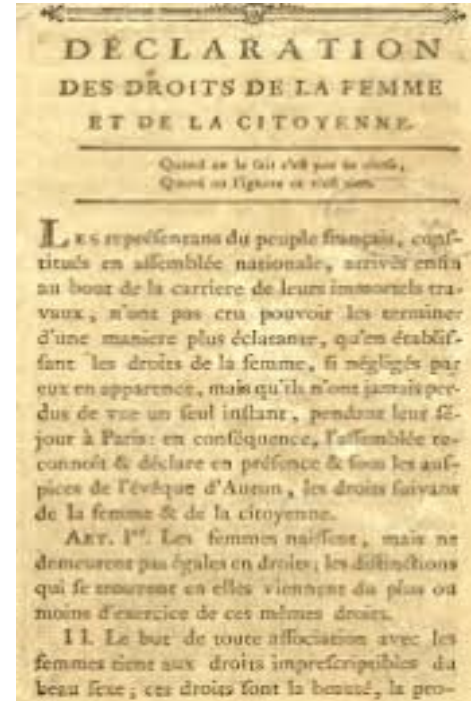 DÉCLARATION
DES DROITS DE LA FEMME
ET DE LA CITOYENNE.
Quand on le fait c'est peu de chose,
Quand on l'ignore ce n'est rien.
LES repréſentans du peuple français, conſ-
titués en aſſemblée nationale, arrivés enfin
au bout de la carriere de leurs immortels tra-
vaux, n'ont pas cru pouvoir les terminer
d'une maniere plus éclatante, qu'en établiſ-
ſant les droits de la femme, ſi négligés par
eux en apparence, mais qu'ils n'ont jamais per-
dus de vue un ſeul inſtant, pendant leur ſé-
jour à Paris: en conſéquence, l'aſſemblée re-
connoît & déclare en préſence & ſous les auſ-
pices de l'évêque d'Autun, les droits ſuivans
de la femme & de la citoyenne.
ART. Ier. Les femmes naiſſent, mais ne
demeurent pas égales en droits; les diſtinctions
qui ſe trouvent en elles viennent du plus ou
moins d'exercice de ces mêmes droits.
II. Le but de toute aſſociation avec les
femmes tient aux droits impreſcriptibles du
beau ſexe; ces droits ſont la beauté, la pro-